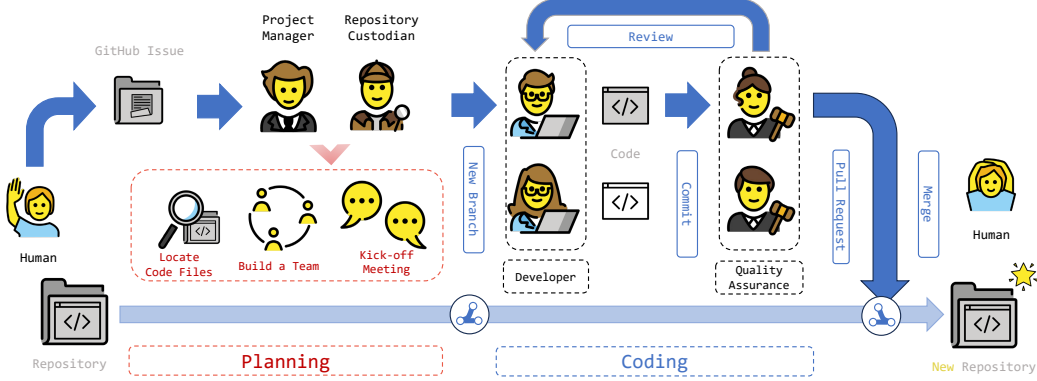 GitHub Issue
Project
Manager
Repository
Custodian
Review
</>
Code
</>
New Branch
Commit
Pull Request
Merge
Human
</>
Locate
Code Files
Build a Team
Kick-off
Meeting
Developer
Quality
Assurance
Human
</>
Repository
</>
New Repository
Planning
Coding